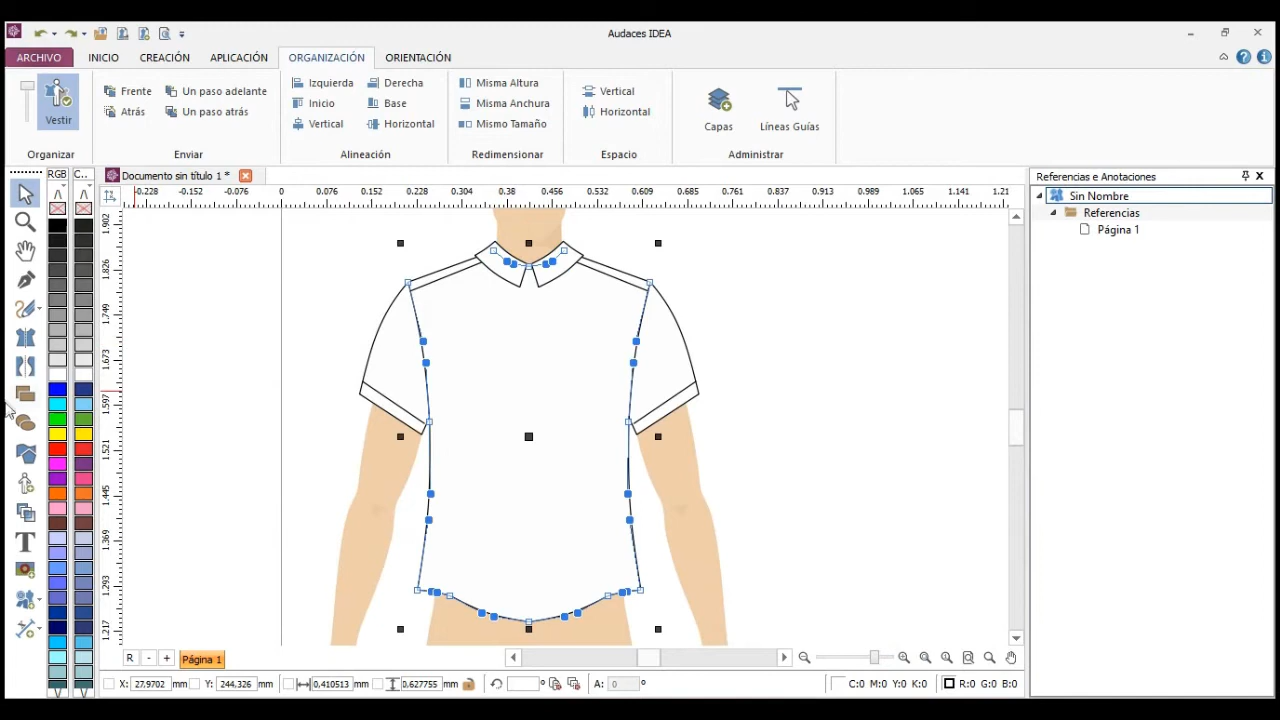 Audaces IDEA
ARCHIVO INICIO CREACIÓN APLICACIÓN ORGANIZACIÓN ORIENTACIÓN
Frente Un paso adelante Izquierda Derecha Misma Altura Vertical
Inicio Base Misma Anchura
Atrás Un paso atrás Horizontal
Vestir Vertical Horizontal Mismo Tamaño Capas Líneas Guías
Organizar Enviar Alineación Redimensionar Espacio Administrar
RGB C... Documento sin título 1 * Referencias e Anotaciones
-0.228 -0.152 -0.076 0 0.076 0.152 0.228 0.304 0.38 0.456 0.532 0.609 0.685 0.761 0.837 0.913 0.989 1.065 1.141 1.21
Sin Nombre
Referencias
Página 1
1.902
1.826
1.749
1.673
1.597
1.521
1.445
1.369
1.293
1.217
R - + Página 1
X: 27.9702 mm Y: 244.326 mm 0.410513 mm 0.627755 mm º A: 0 º C:0 M:0 Y:0 K:0 R:0 G:0 B:0